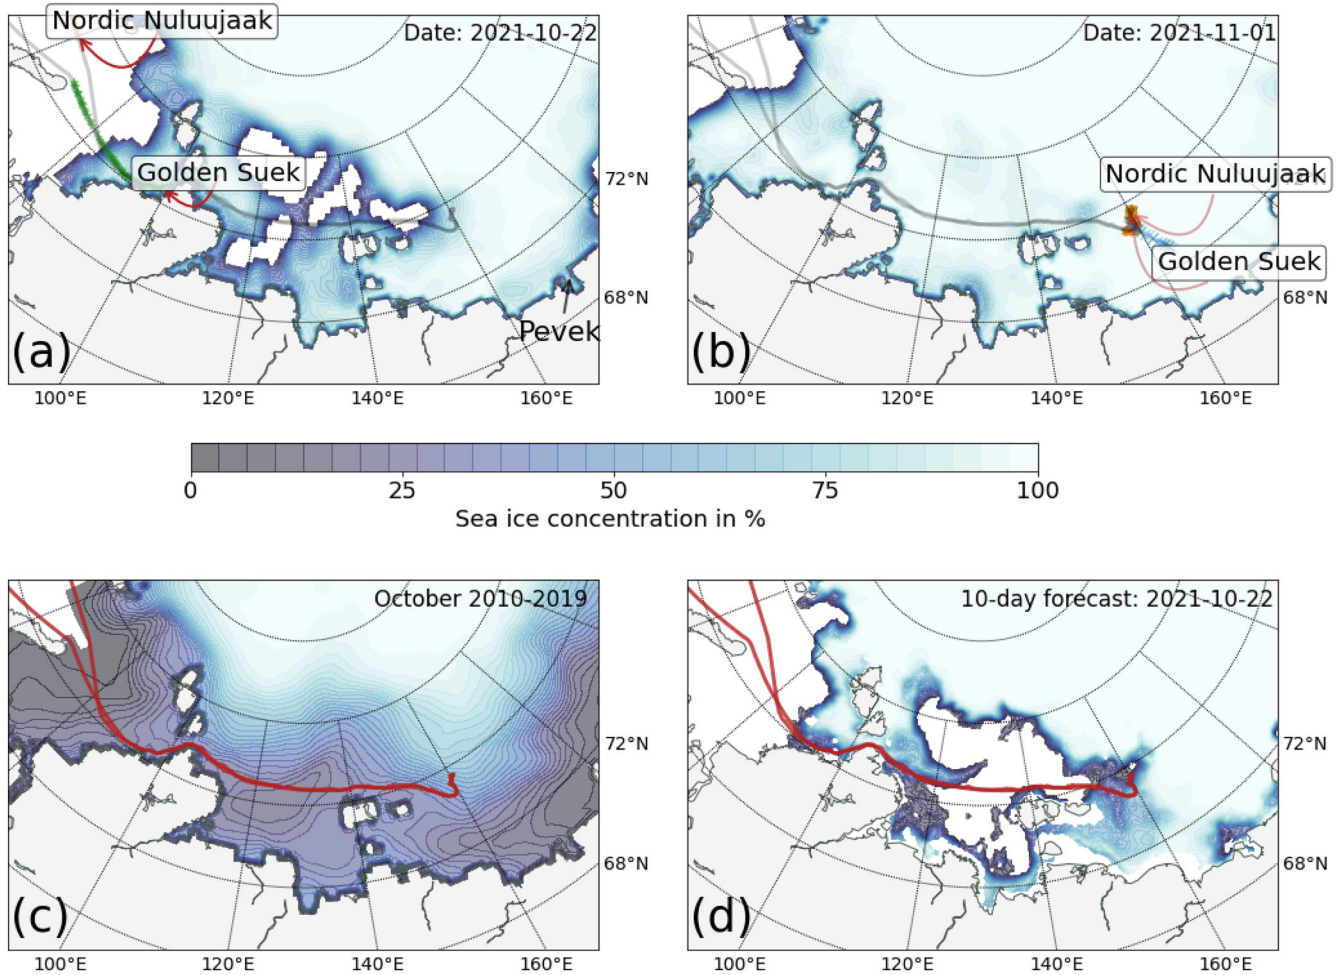 Nordic Nuluujaak
Date: 2021-10-22
Golden Suek
72°N
68°N
Pevek
(a)
100°E 120°E 140°E 160°E
Date: 2021-11-01
Nordic Nuluujaak
Golden Suek
68°N
(b)
100°E 120°E 140°E 160°E
0 25 50 75 100
Sea ice concentration in %
October 2010-2019
72°N
68°N
(c)
100°E 120°E 140°E 160°E
10-day forecast: 2021-10-22
72°N
68°N
(d)
100°E 120°E 140°E 160°E